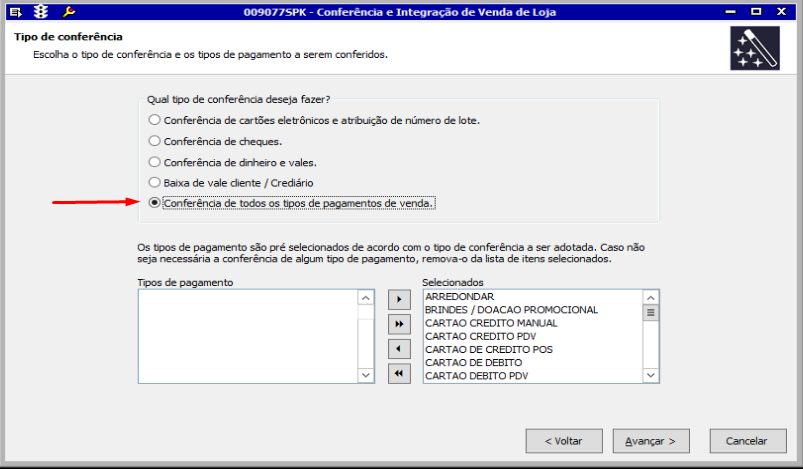 009077SPK - Conferência e Integração de Venda de Loja
Tipo de conferência
Escolha o tipo de conferência e os tipos de pagamento a serem conferidos.
Qual tipo de conferência deseja fazer?
Conferência de cartões eletrônicos e atribuição de número de lote.
Conferência de cheques.
Conferência de dinheiro e vales.
Baixa de vale cliente / Crediário
Conferência de todos os tipos de pagamentos de venda.
Os tipos de pagamento são pré selecionados de acordo com o tipo de conferência a ser adotada. Caso não
seja necessária a conferência de algum tipo de pagamento, remova-o da lista de itens selecionados.
Tipos de pagamento
Selecionados
ARREDONDAR
BRINDES / DOACAO PROMOCIONAL
CARTAO CREDITO MANUAL
CARTAO CREDITO PDV
CARTAO DE CREDITO POS
CARTAO DE DEBITO
CARTAO DEBITO PDV
< Voltar
Avançar >
Cancelar